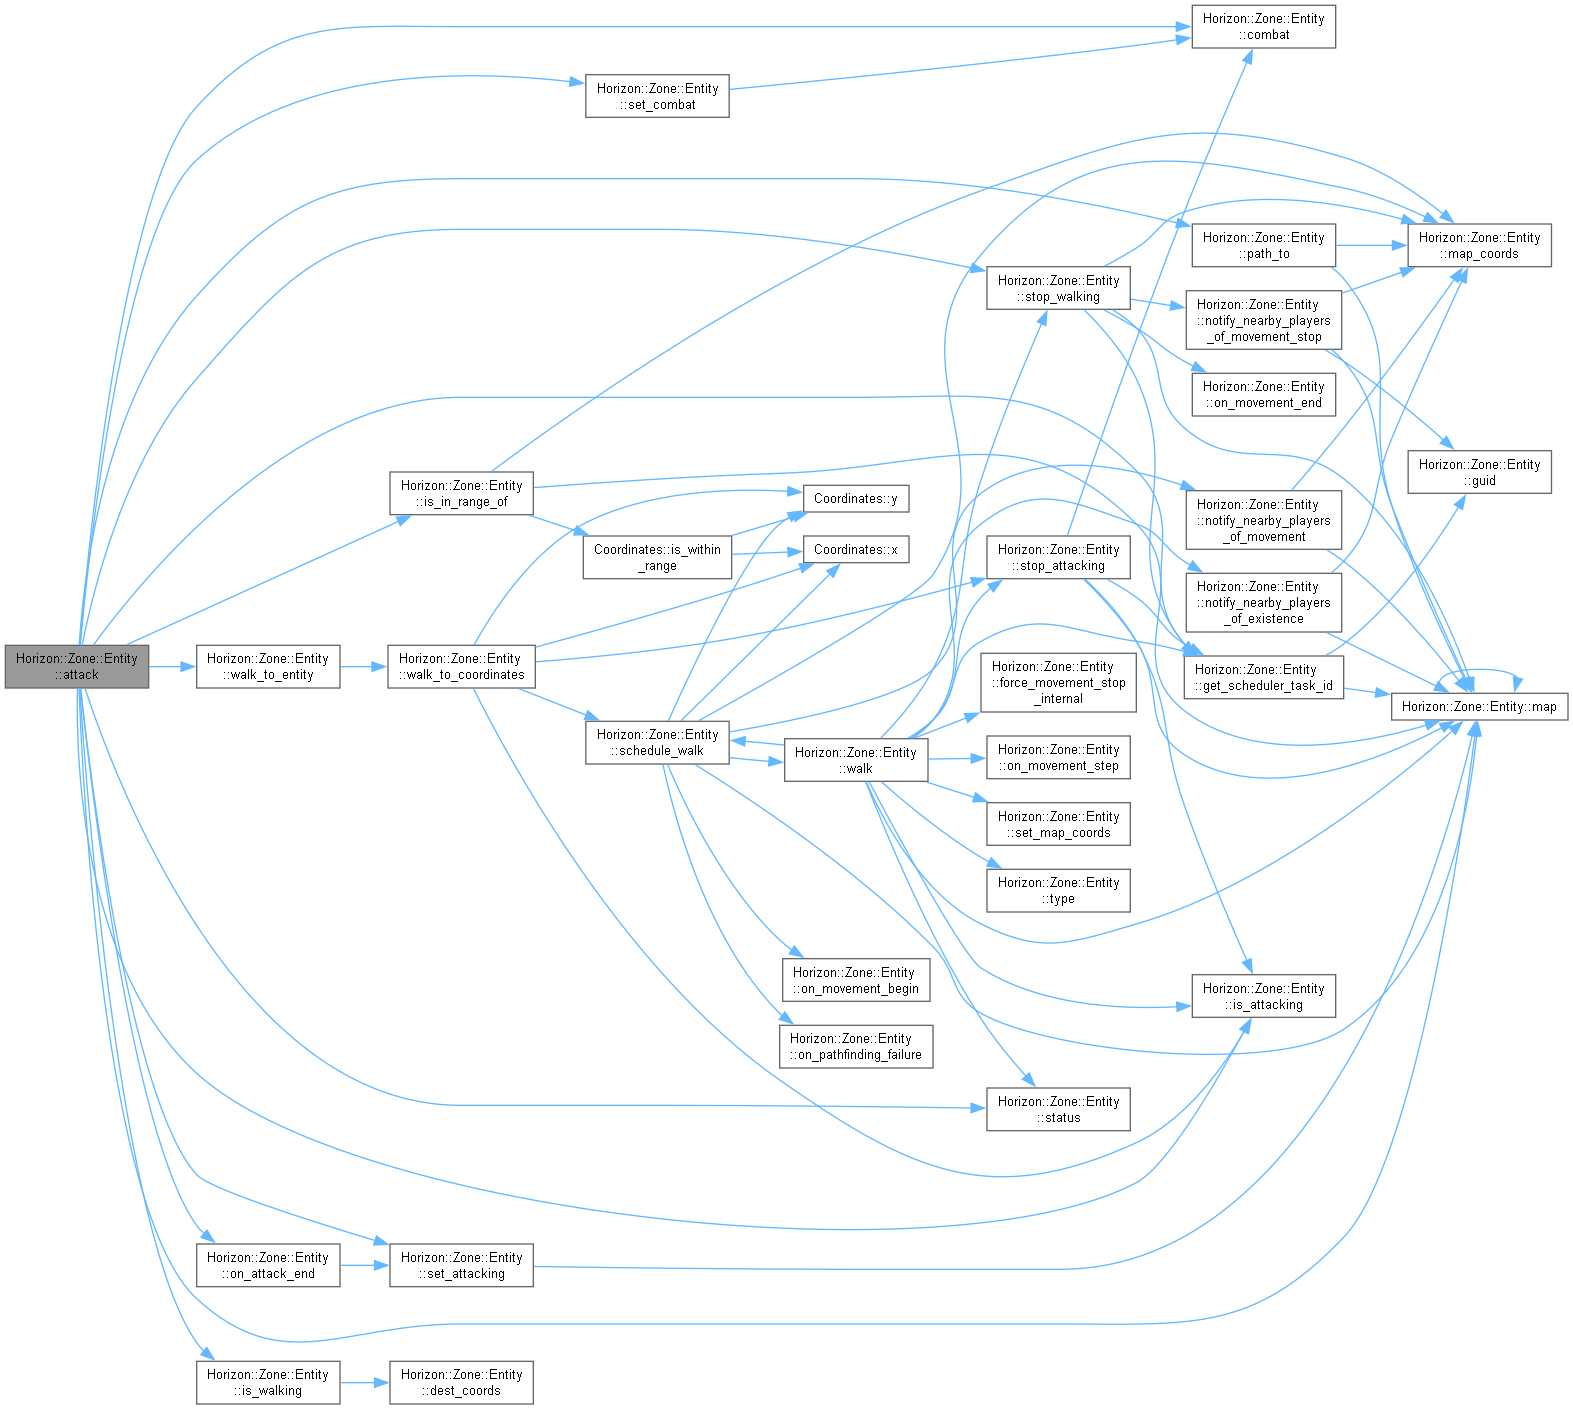 Horizon::Zone::Entity
::combat
Horizon::Zone::Entity
::set_combat
Horizon::Zone::Entity
::path_to
Horizon::Zone::Entity
::map_coords
Horizon::Zone::Entity
::stop_walking
Horizon::Zone::Entity
::notify_nearby_players
_of_movement_stop
Horizon::Zone::Entity
::on_movement_end
Horizon::Zone::Entity
::guid
Horizon::Zone::Entity
::is_in_range_of
Coordinates::y
Horizon::Zone::Entity
::notify_nearby_players
_of_movement
Coordinates::is_within
_range
Coordinates::x
Horizon::Zone::Entity
::stop_attacking
Horizon::Zone::Entity
::notify_nearby_players
_of_existence
Horizon::Zone::Entity
::attack
Horizon::Zone::Entity
::walk_to_entity
Horizon::Zone::Entity
::walk_to_coordinates
Horizon::Zone::Entity
::force_movement_stop
_internal
Horizon::Zone::Entity
::get_scheduler_task_id
Horizon::Zone::Entity::map
Horizon::Zone::Entity
::schedule_walk
Horizon::Zone::Entity
::walk
Horizon::Zone::Entity
::on_movement_step
Horizon::Zone::Entity
::set_map_coords
Horizon::Zone::Entity
::type
Horizon::Zone::Entity
::on_movement_begin
Horizon::Zone::Entity
::is_attacking
Horizon::Zone::Entity
::on_pathfinding_failure
Horizon::Zone::Entity
::status
Horizon::Zone::Entity
::on_attack_end
Horizon::Zone::Entity
::set_attacking
Horizon::Zone::Entity
::is_walking
Horizon::Zone::Entity
::dest_coords